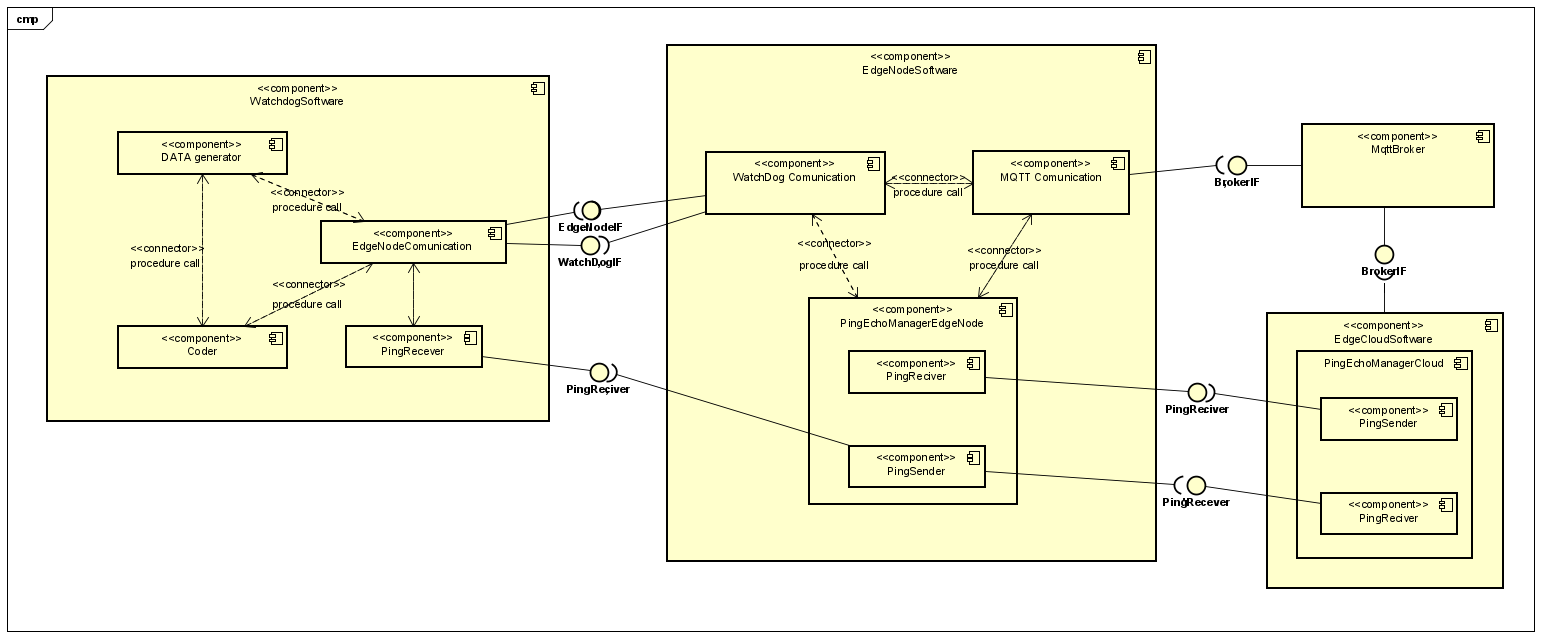 cmp
<<component>>
WatchdogSoftware
<<component>>
DATA generator
<<connector>>
procedure call
<<component>>
EdgeNodeComunication
<<connector>>
procedure call
<<connector>>
procedure call
<<component>>
Coder
<<component>>
PingRecever
EdgeNodeIF
WatchDogIF
PingReciver
<<component>>
EdgeNodeSoftware
<<component>>
WatchDog Comunication
<<connector>>
procedure call
<<component>>
MQTT Comunication
<<connector>>
procedure call
<<connector>>
procedure call
<<component>>
PingEchoManagerEdgeNode
<<component>>
PingReciver
<<component>>
PingSender
BrokerIF
<<component>>
MqttBroker
BrokerIF
PingReciver
PingRecever
<<component>>
EdgeCloudSoftware
PingEchoManagerCloud
<<component>>
PingSender
<<component>>
PingReciver